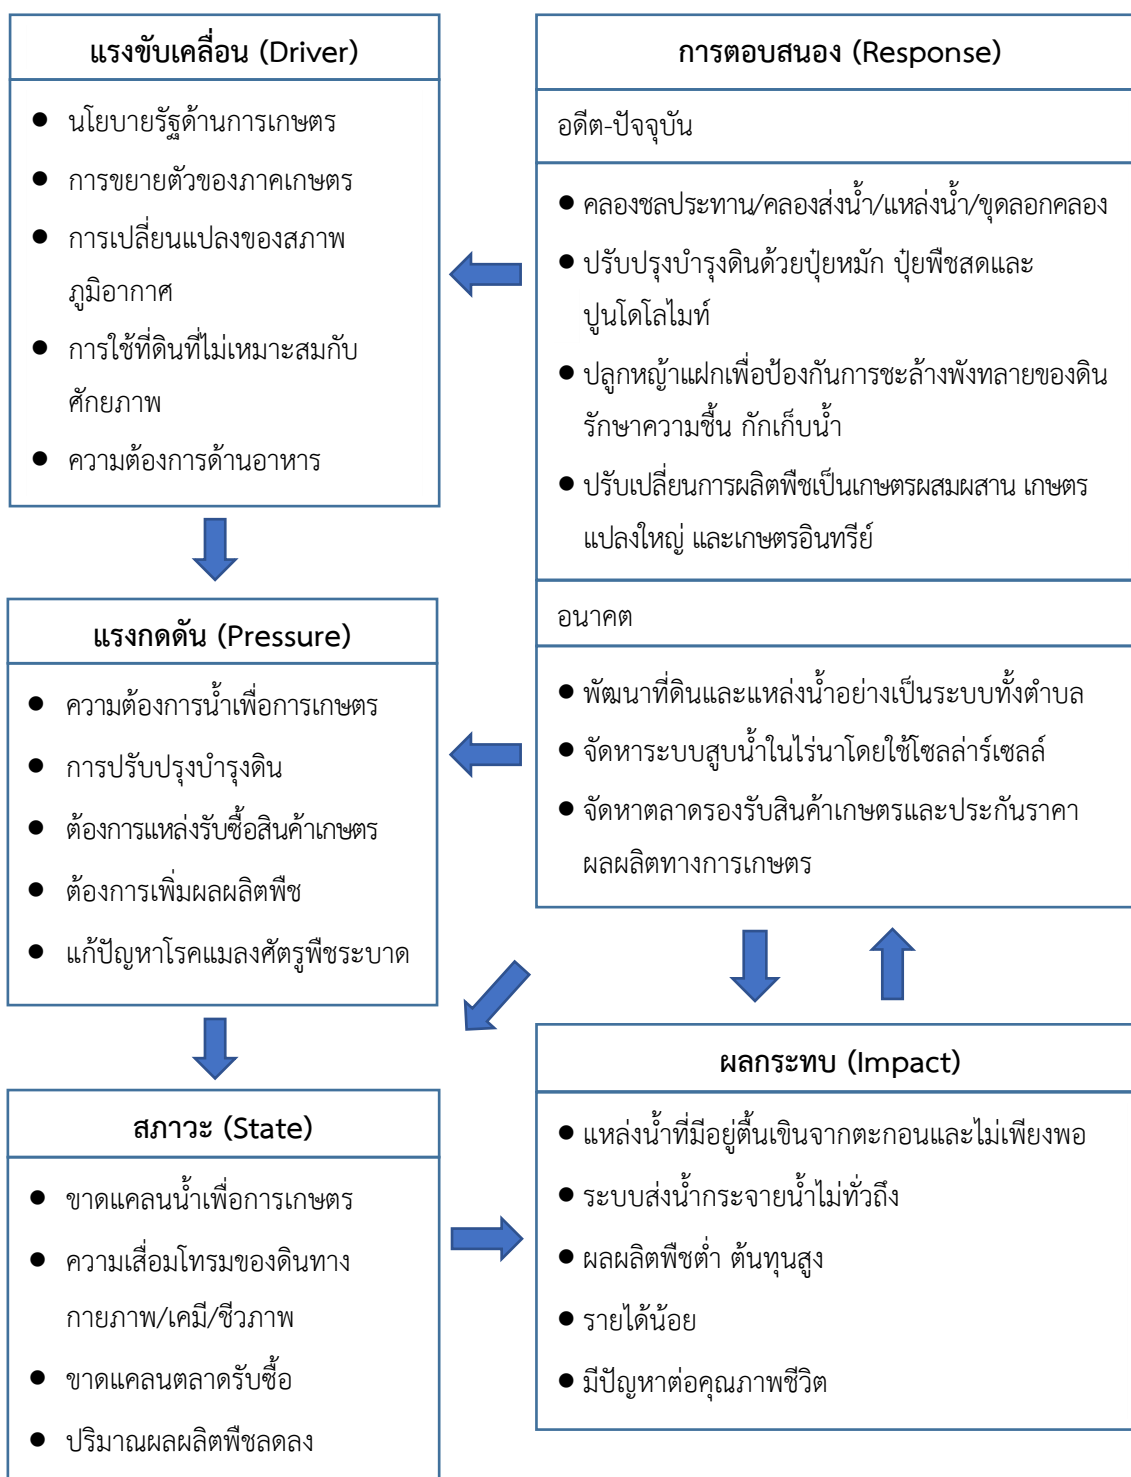 แรงขับเคลื่อน (Driver)
● นโยบายรัฐด้านการเกษตร
● การขยายตัวของภาคเกษตร
● การเปลี่ยนแปลงของสภาพ
ภูมิอากาศ
● การใช้ที่ดินที่ไม่เหมาะสมกับ
ศักยภาพ
● ความต้องการด้านอาหาร
แรงกดดัน (Pressure)
● ความต้องการน้ำเพื่อการเกษตร
● การปรับปรุงบำรุงดิน
● ต้องการแหล่งรับซื้อสินค้าเกษตร
● ต้องการเพิ่มผลผลิตพืช
● แก้ปัญหาโรคแมลงศัตรูพืชระบาด
สภาวะ (State)
● ขาดแคลนน้ำเพื่อการเกษตร
● ความเสื่อมโทรมของดินทาง
กายภาพ/เคมี/ชีวภาพ
● ขาดแคลนตลาดรับซื้อ
● ปริมาณผลผลิตพืชลดลง
การตอบสนอง (Response)
อดีต-ปัจจุบัน
● คลองชลประทาน/คลองส่งน้ำ/แหล่งน้ำ/ขุดลอกคลอง
● ปรับปรุงบำรุงดินด้วยปุ๋ยหมัก ปุ๋ยพืชสดและ
ปูนโดโลไมท์
● ปลูกหญ้าแฝกเพื่อป้องกันการชะล้างพังทลายของดิน
รักษาความชื้น กักเก็บน้ำ
● ปรับเปลี่ยนการผลิตพืชเป็นเกษตรผสมผสาน เกษตร
แปลงใหญ่ และเกษตรอินทรีย์
อนาคต
● พัฒนาที่ดินและแหล่งน้ำอย่างเป็นระบบทั้งตำบล
● จัดหาระบบสูบน้ำในไร่นาโดยใช้โซลล่าร์เซลล์
● จัดหาตลาดรองรับสินค้าเกษตรและประกันราคา
ผลผลิตทางการเกษตร
ผลกระทบ (Impact)
● แหล่งน้ำที่มีอยู่ตื้นเขินจากตะกอนและไม่เพียงพอ
● ระบบส่งน้ำกระจายน้ำไม่ทั่วถึง
● ผลผลิตพืชต่ำ ต้นทุนสูง
● รายได้น้อย
● มีปัญหาต่อคุณภาพชีวิต